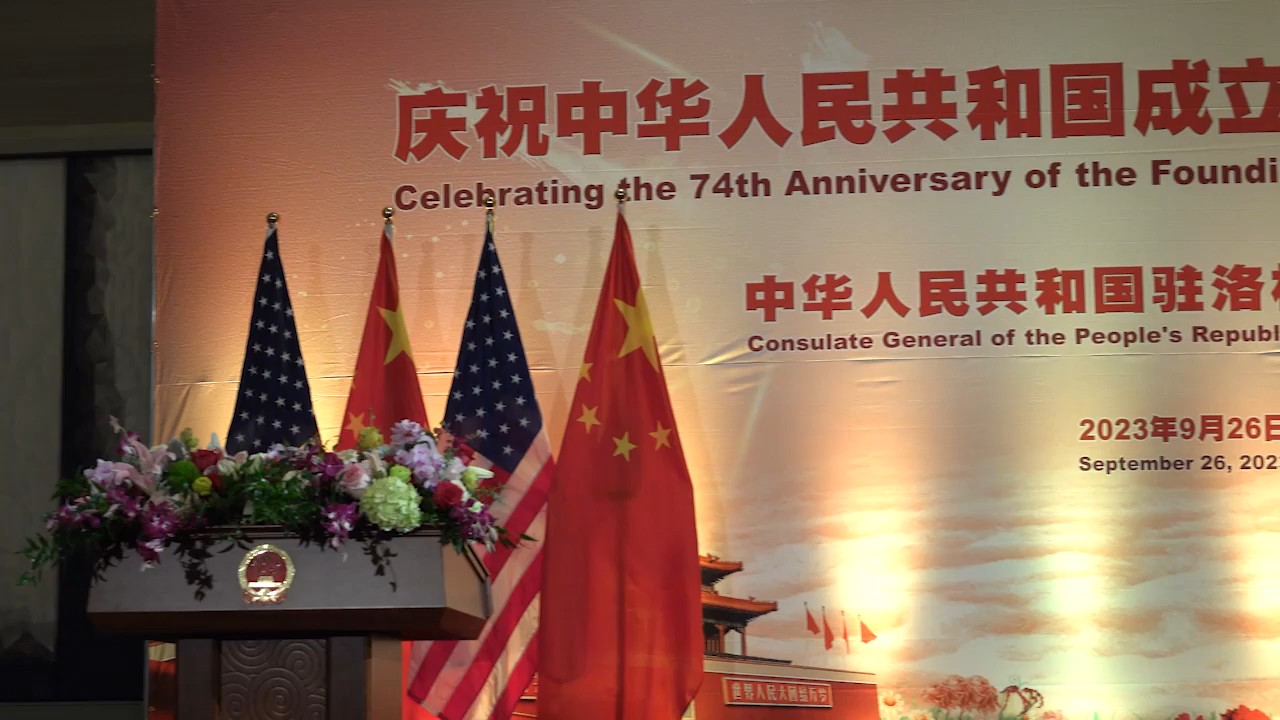 庆祝中华人民共和国成立
Celebrating the 74th Anniversary of the Foundi
中华人民共和国驻洛
Consulate General of the People's Republ
2023年9月26日
September 26, 202
世界人民大团结万岁